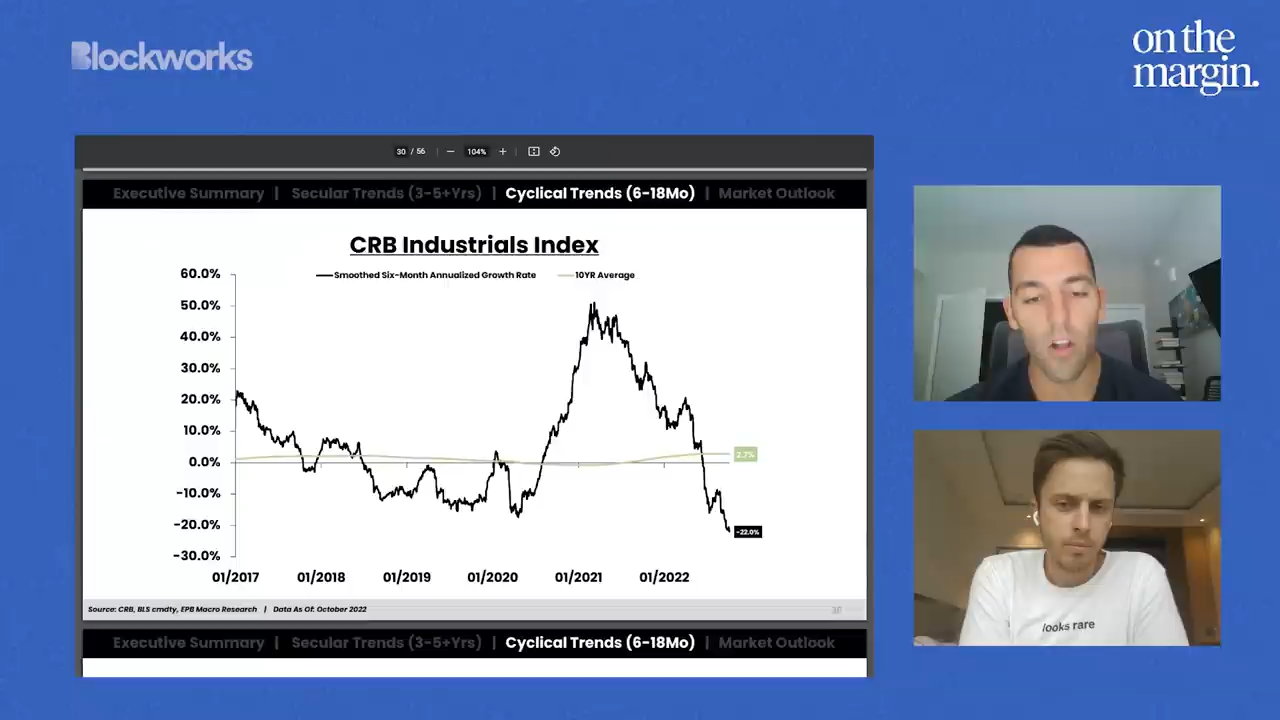 Blockworks
on the
margin.
30 / 56
104%
Executive Summary | Secular Trends (3-5+Yrs) | Cyclical Trends (6-18Mo) | Market Outlook
CRB Industrials Index
Smoothed Six-Month Annualized Growth Rate
10YR Average
60.0%
50.0%
40.0%
30.0%
20.0%
10.0%
0.0%
-10.0%
-20.0%
-30.0%
2.7%
-22.0%
01/2017 01/2018 01/2019 01/2020 01/2021 01/2022
Source: CRB, BLS cmdty, EPB Macro Research | Data As Of: October 2022
30
Executive Summary | Secular Trends (3-5+Yrs) | Cyclical Trends (6-18Mo) | Market Outlook
looks rare